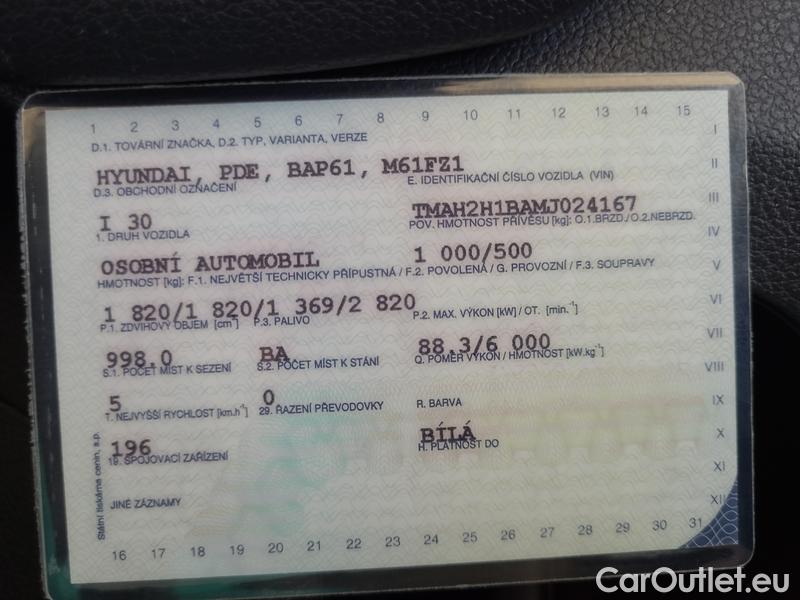 1 2 3 4 5 6 7 8 9 10 11 12 13 14 15
D.1. TOVÁRNÍ ZNAČKA, D.2. TYP, VARIANTA, VERZE
I
HYUNDAI, PDE, BAP61, M61FZ1
II
D.3. OBCHODNÍ OZNAČENÍ E. IDENTIFIKAČNÍ ČÍSLO VOZIDLA (VIN)
I 30 TMAH2H1BAMJ024167
III
1. DRUH VOZIDLA POV. HMOTNOST PŘÍVĚSU [kg]: O.1.BRZD./O.2.NEBRZD.
IV
OSOBNÍ AUTOMOBIL 1 000/500
V
HMOTNOST [kg]: F.1. NEJVĚTŠÍ TECHNICKY PŘÍPUSTNÁ / F.2. POVOLENÁ / G. PROVOZNÍ / F.3. SOUPRAVY
1 820/1 820/1 369/2 820
VI
P.1. ZDVIHOVÝ OBJEM [cm³] P.3. PALIVO P.2. MAX. VÝKON [kW] / OT. [min.⁻¹]
998.0 BA 88.3/6 000
VII
S.1. POČET MÍST K SEZENÍ S.2. POČET MÍST K STÁNÍ Q. POMĚR VÝKON / HMOTNOST [kW.kg⁻¹]
VIII
5 0
T. NEJVYŠŠÍ RYCHLOST [km.h⁻¹] 29. ŘAZENÍ PŘEVODOVKY R. BARVA
IX
196 BÍLÁ
X
19. SPOJOVACÍ ZAŘÍZENÍ H. PLATNOST DO
XI
JINÉ ZÁZNAMY
XII
Státní tiskárna cenin, s.p.
16 17 18 19 20 21 22 23 24 25 26 27 28 29 30 31
CarOutlet.eu